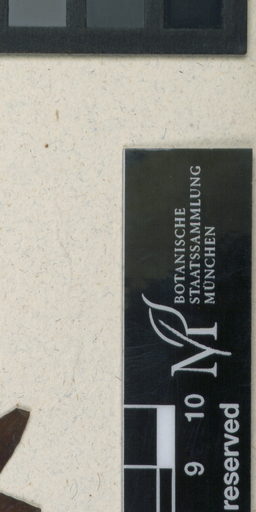 BOTANISCHE
STAATSSAMMLUNG
MÜNCHEN
9 10
reserved